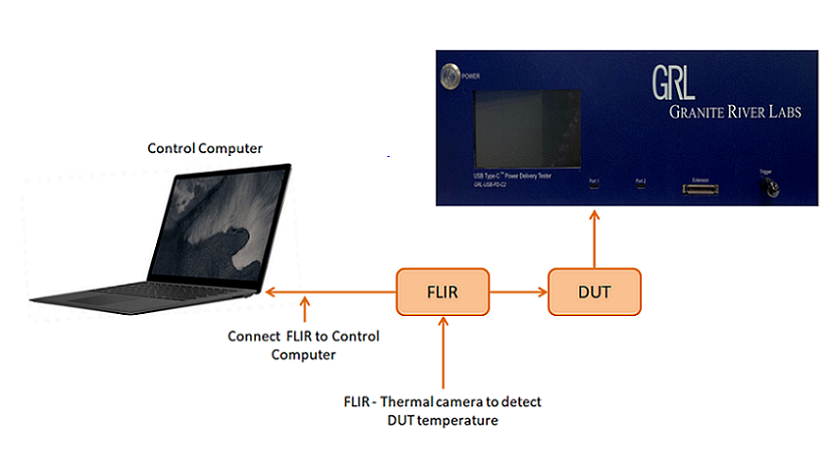 POWER
GRL
GRANITE RIVER LABS
USB Type-C™ Power Delivery Tester
GRL-USB-PD-C2
Port 1
Port 2
Extension
Trigger
Control Computer
FLIR
DUT
Connect FLIR to Control
Computer
FLIR - Thermal camera to detect
DUT temperature